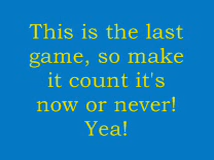 This is the last
game, so make
it count it's
now or never!
Yea!